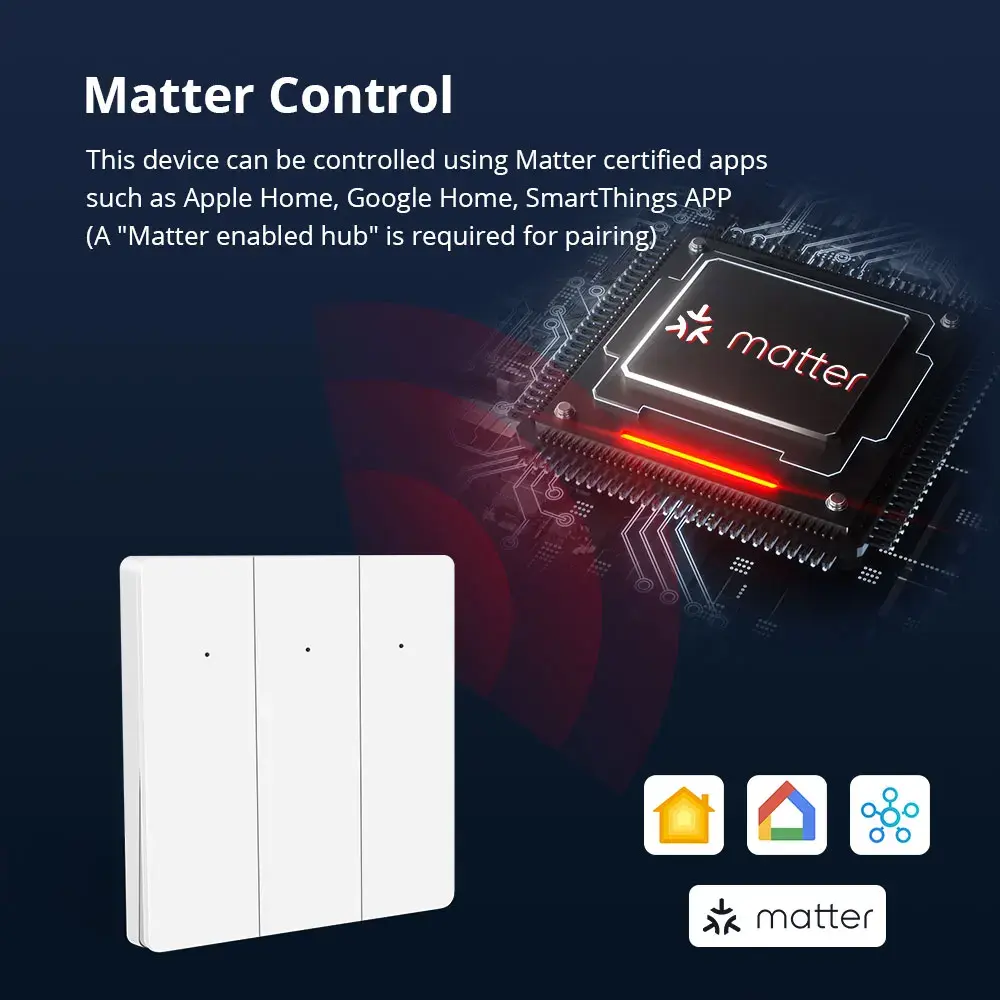 Matter Control
This device can be controlled using Matter certified apps
such as Apple Home, Google Home, SmartThings APP
(A "Matter enabled hub" is required for pairing)
matter
matter